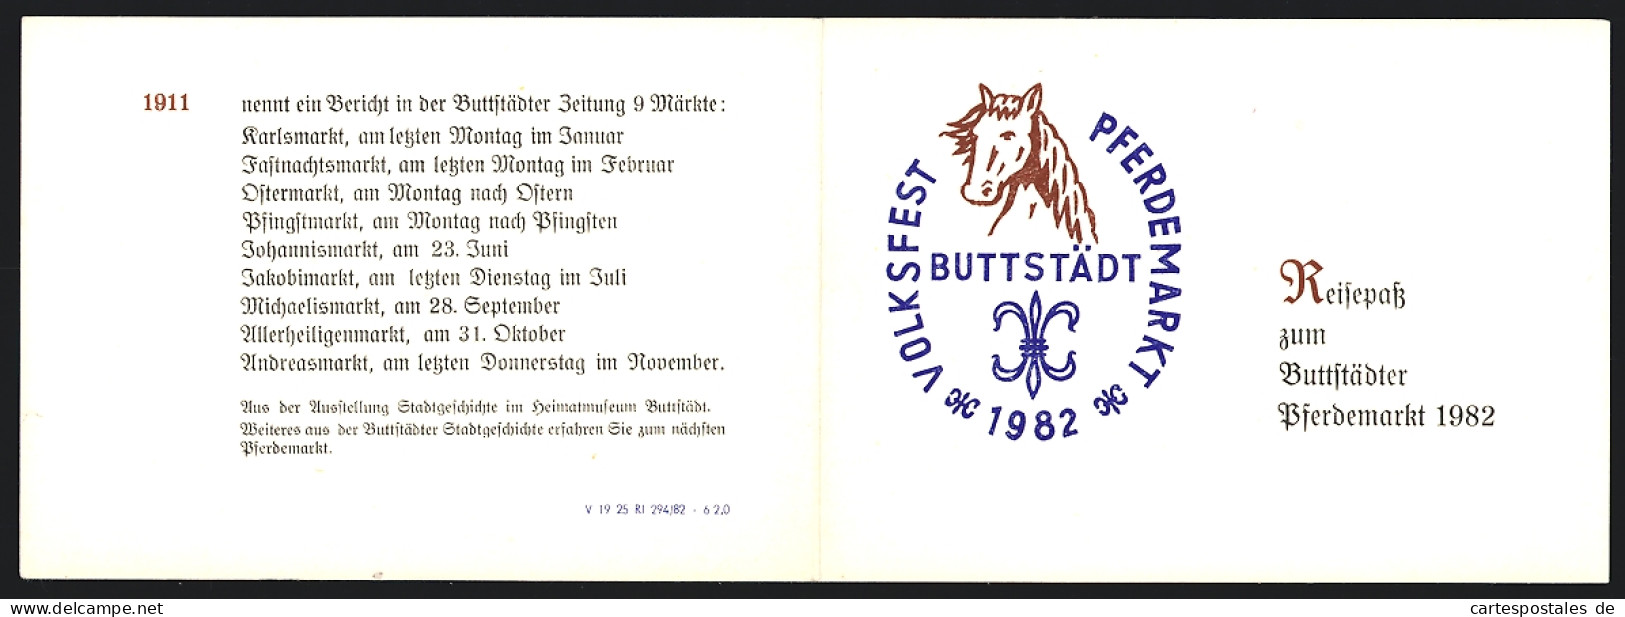 1911 nennt ein Bericht in der Buttſtädter Zeitung 9 Märkte:
Karlsmarkt, am letzten Montag im Januar
Faſtnachtsmarkt, am letzten Montag im Februar
Oſtermarkt, am Montag nach Oſtern
Pfingſtmarkt, am Montag nach Pfingſten
Johannismarkt, am 23. Juni
Jakobimarkt, am letzten Dienstag im Juli
Michaelismarkt, am 28. September
Allerheiligenmarkt, am 31. Oktober
Andreasmarkt, am letzten Donnerstag im November.
Aus der Ausſtellung Stadtgeſchichte im Heimatmuſeum Buttſtädt.
Weiteres aus der Buttſtädter Stadtgeſchichte erfahren Sie zum nächſten
Pferdemarkt.
V 19 25 RI 294/82 - 6 2,0
VOLKSFEST
PFERDEMARKT
BUTTSTÄDT
1982
Reiſepaß
zum
Buttſtädter
Pferdemarkt 1982
www.delcampe.net
cartespostales de